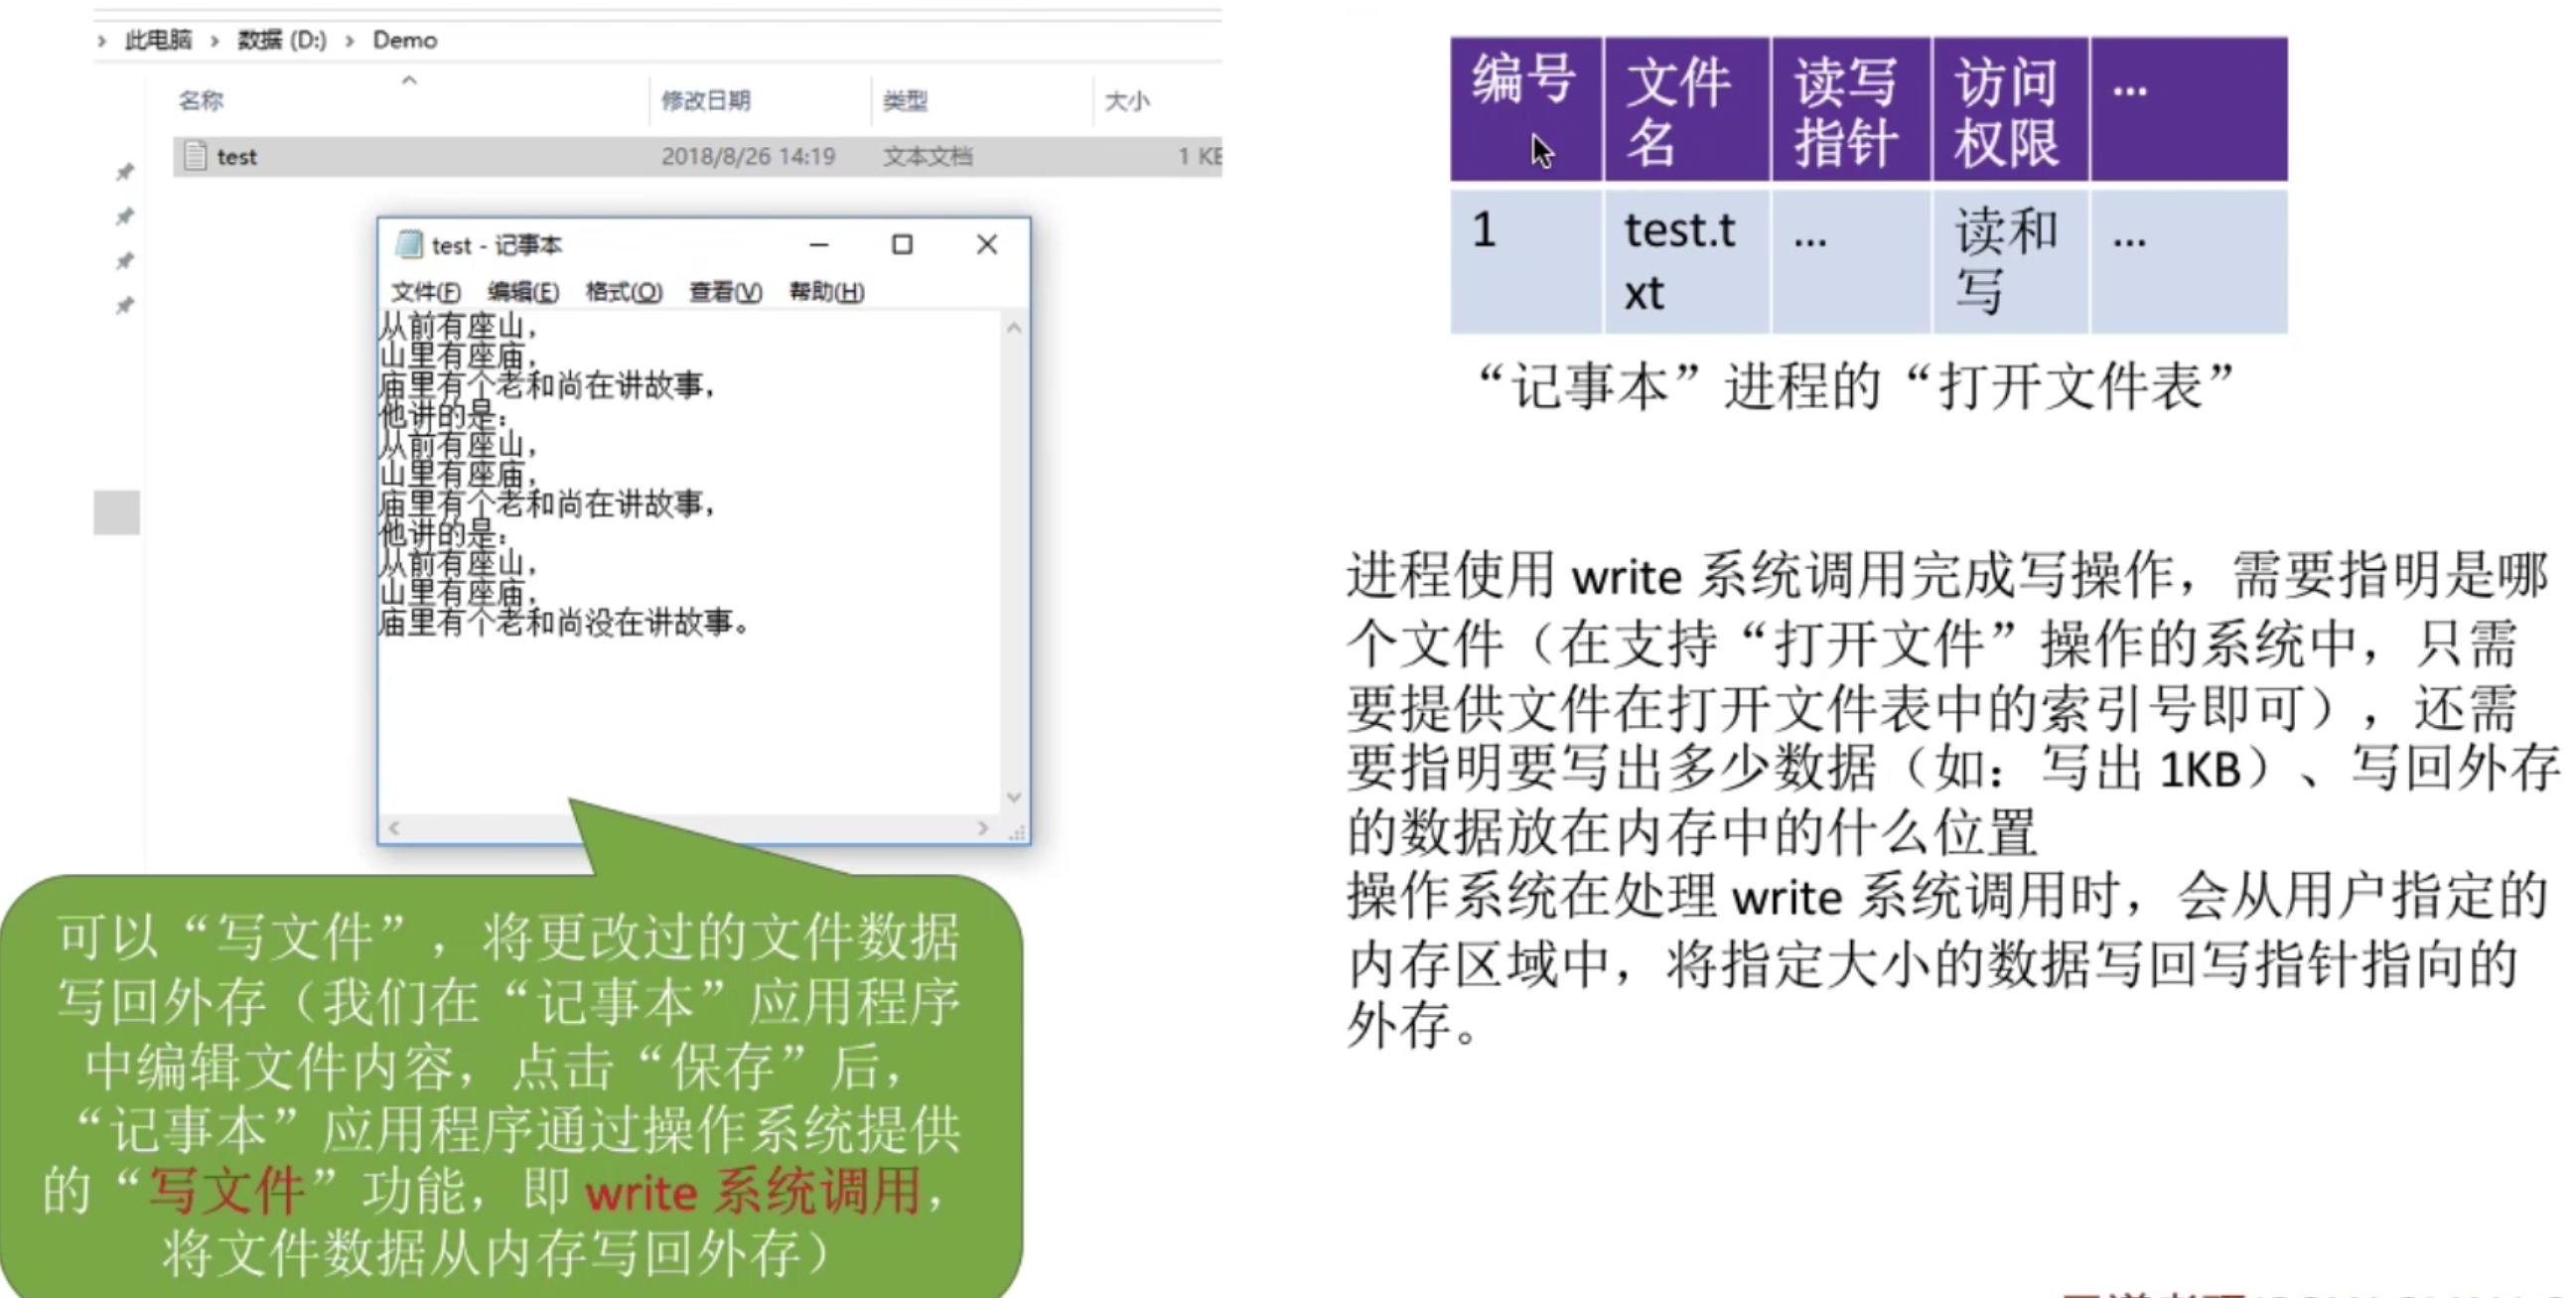 此电脑 › 数据 (D:) › Demo
名称 修改日期 类型 大小
test 2018/8/26 14:19 文本文档 1 KB
test - 记事本
文件(F) 编辑(E) 格式(O) 查看(V) 帮助(H)
从前有座山，
山里有座庙，
庙里有个老和尚在讲故事，
他讲的是：
从前有座山，
山里有座庙，
庙里有个老和尚在讲故事，
他讲的是：
从前有座山，
山里有座庙，
庙里有个老和尚没在讲故事。
可以“写文件”，将更改过的文件数据
写回外存（我们在“记事本”应用程序
中编辑文件内容，点击“保存”后，
“记事本”应用程序通过操作系统提供
的“写文件”功能，即 write 系统调用，
将文件数据从内存写回外存）
编号 文件名 读写指针 访问权限 ...
1 test.txt ... 读和写 ...
“记事本”进程的“打开文件表”
进程使用 write 系统调用完成写操作，需要指明是哪
个文件（在支持“打开文件”操作的系统中，只需
要提供文件在打开文件表中的索引号即可），还需
要指明要写出多少数据（如：写出 1KB）、写回外存
的数据放在内存中的什么位置
操作系统在处理 write 系统调用时，会从用户指定的
内存区域中，将指定大小的数据写回写指针指向的
外存。